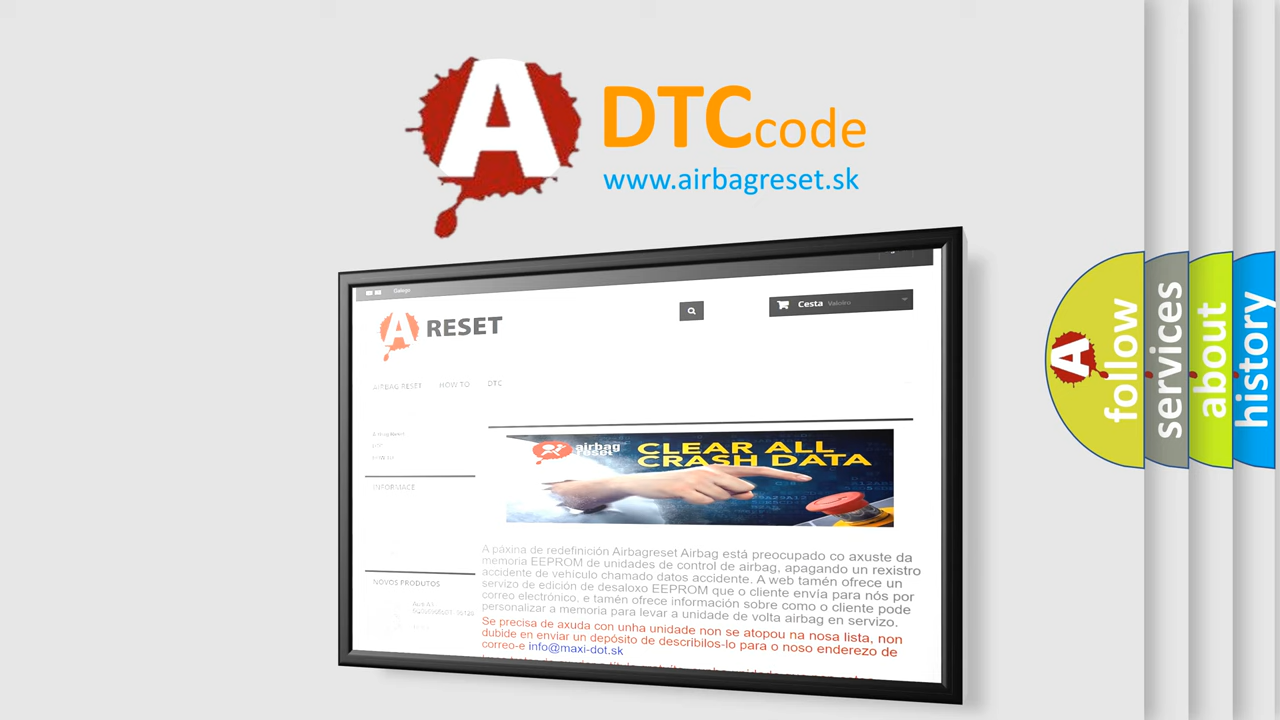 A DTCcode
www.airbagreset.sk
Galego
A RESET
Cesta Valeiro
AIRBAG RESET HOW TO DTC
airbag
reset
CLEAR ALL
CRASH DATA
INFORMACE
A páxina de redefinición Airbagreset Airbag está preocupado co axuste da
memoria EEPROM de unidades de control de airbag, apagando un rexistro
accidente de vehículo chamado datos accidente. A web tamén ofrece un
servizo de edición de desaloxo EEPROM que o cliente envía para nós por
correo electrónico, e tamén ofrece información sobre como o cliente pode
personalizar a memoria para levar a unidade de volta airbag en servizo.
NOVOS PRODUTOS
Se precisa de axuda con unha unidade non se atopou na nosa lista, non
dubide en enviar un depósito de describilos-lo para o noso enderezo de
correo-e info@maxi-dot.sk
A
follow
services
about
history